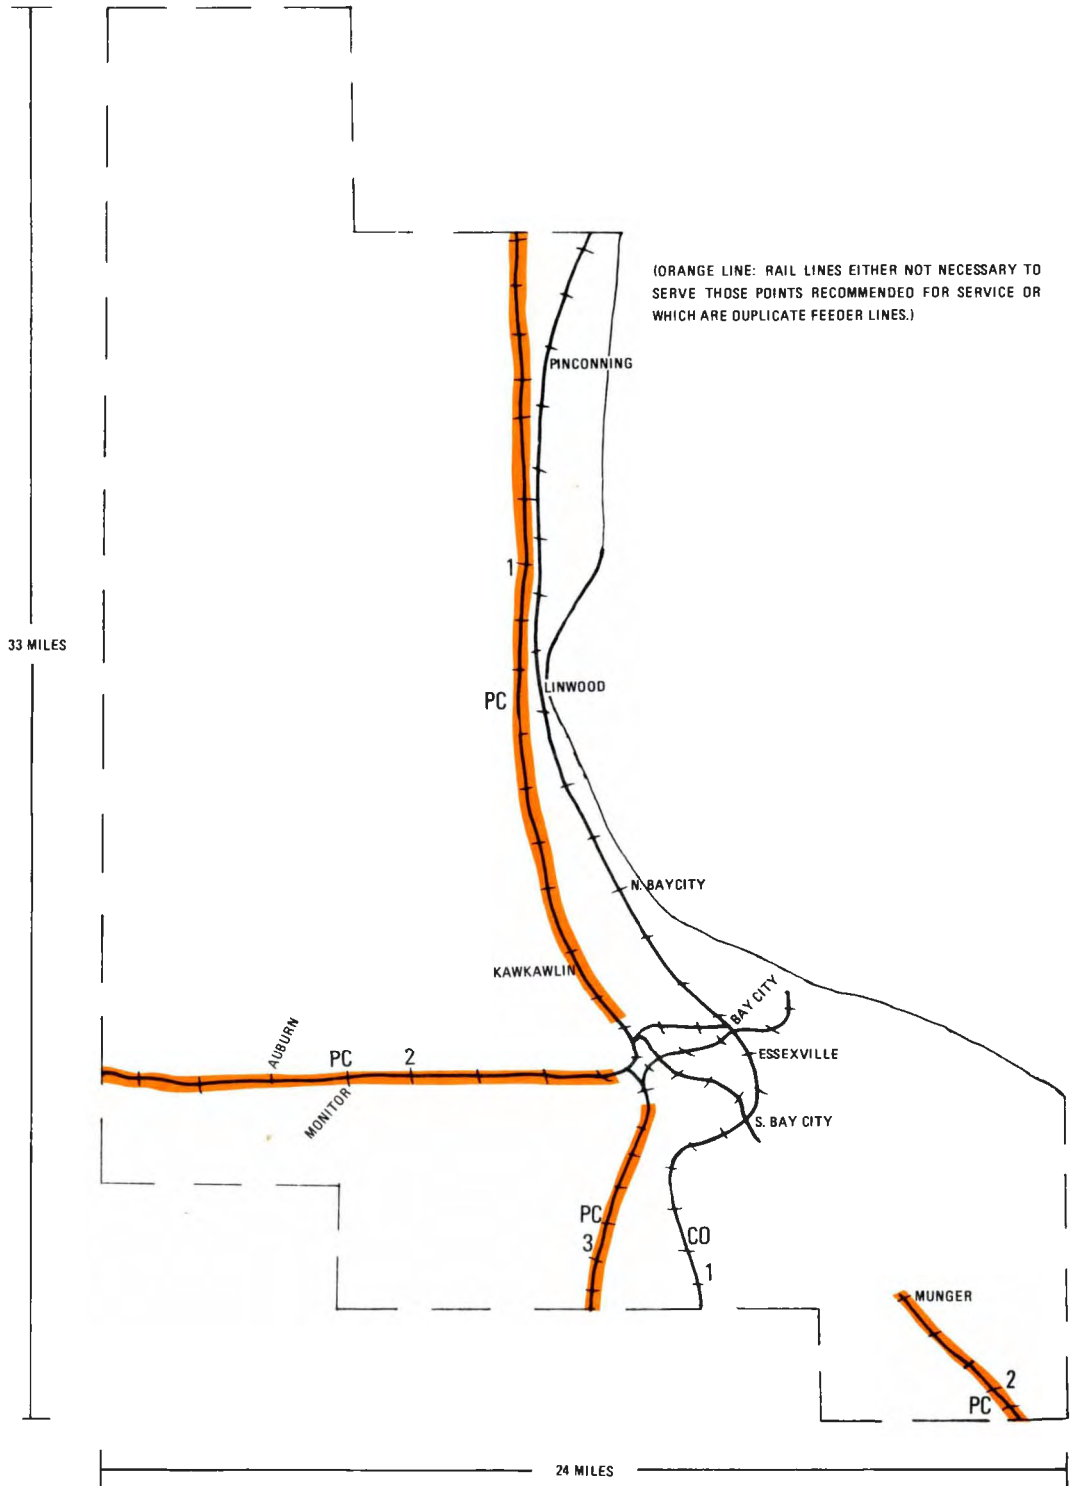 (ORANGE LINE: RAIL LINES EITHER NOT NECESSARY TO
SERVE THOSE POINTS RECOMMENDED FOR SERVICE OR
WHICH ARE DUPLICATE FEEDER LINES.)
PINCONNING
1
33 MILES
LINWOOD
PC
N. BAY CITY
KAWKAWLIN
BAY CITY
AUBURN
PC 2
ESSEXVILLE
MONITOR
S. BAY CITY
PC
3
CO
1
MUNGER
2
PC
24 MILES